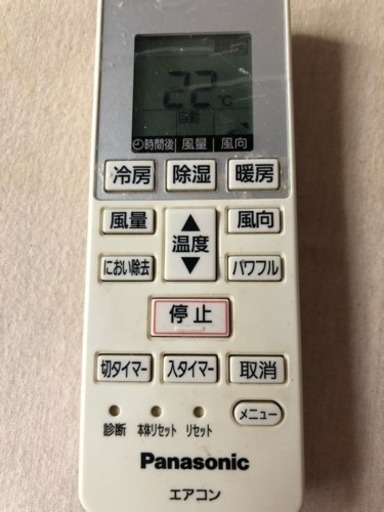 22℃
自動
時間後 風量 風向
冷房 除湿 暖房
風量 温度 風向
におい除去 パワフル
停止
切タイマー 入タイマー 取消
診断 本体リセット リセット メニュー
Panasonic
エアコン